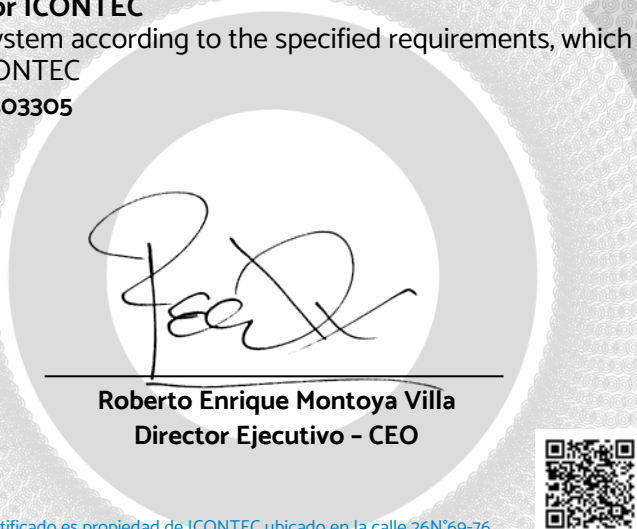 or ICONTEC
ystem according to the specified requirements, which
ONTEC
03305
Roberto Enrique Montoya Villa
Director Ejecutivo – CEO
tificado es propiedad de ICONTEC ubicado en la calle 26N°69-76